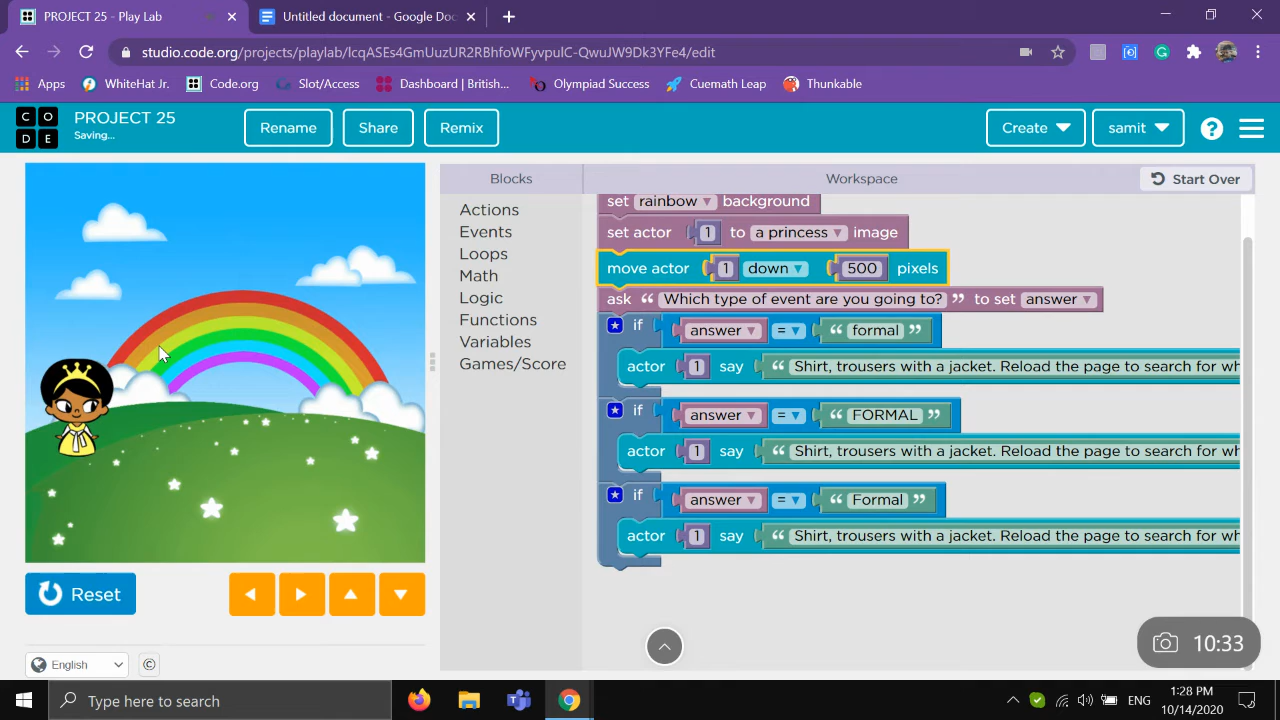 PROJECT 25 - Play Lab
Untitled document - Google Doc
studio.code.org/projects/playlab/lcqASEs4GmUuzUR2RBhfoWFyvpulC-QwuJW9Dk3YFe4/edit
Apps WhiteHat Jr. Code.org Slot/Access Dashboard | British... Olympiad Success Cuemath Leap Thunkable
C O D E
PROJECT 25
Saving...
Rename Share Remix Create samit ?
Blocks Workspace Start Over
Actions
Events
Loops
Math
Logic
Functions
Variables
Games/Score
set rainbow background
set actor 1 to a princess image
move actor 1 down 500 pixels
ask “ Which type of event are you going to? ” to set answer
if answer = “ formal ”
actor 1 say “ Shirt, trousers with a jacket. Reload the page to search for wh
if answer = “ FORMAL ”
actor 1 say “ Shirt, trousers with a jacket. Reload the page to search for wh
if answer = “ Formal ”
actor 1 say “ Shirt, trousers with a jacket. Reload the page to search for wh
Reset
English ©
10:33
Type here to search
ENG
1:28 PM
10/14/2020